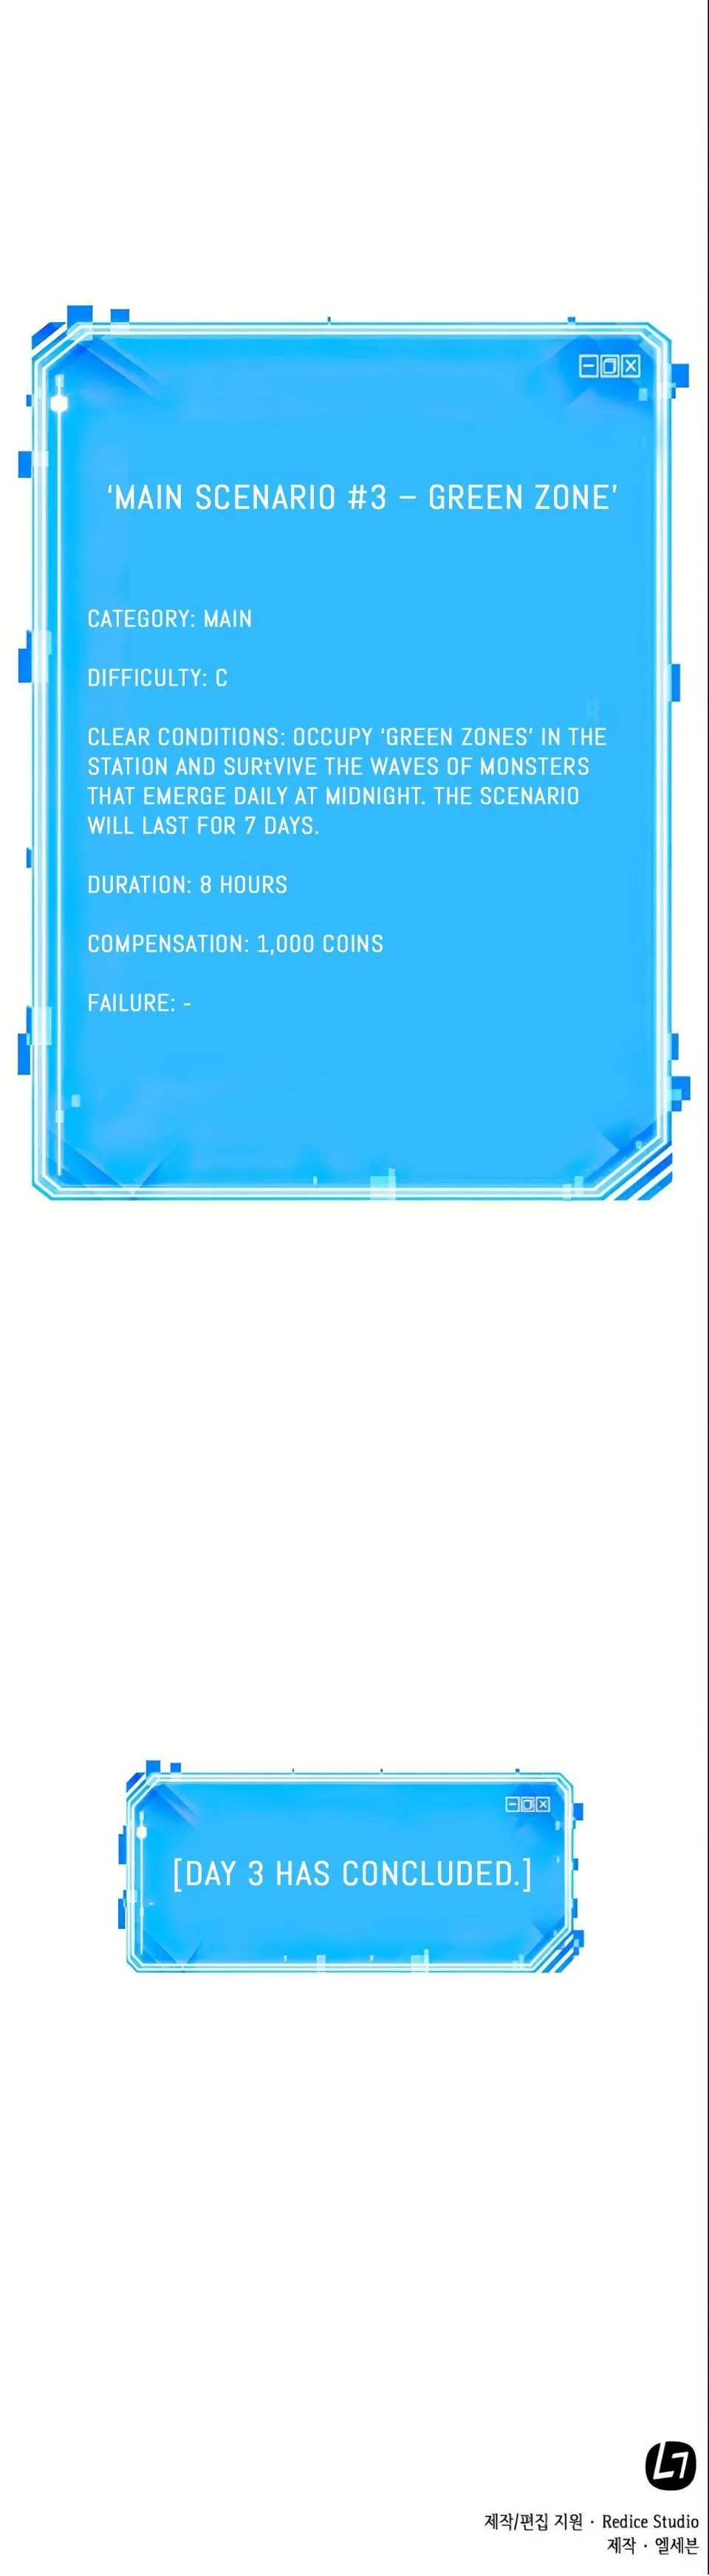 ‘MAIN SCENARIO #3 – GREEN ZONE’
CATEGORY: MAIN
DIFFICULTY: C
CLEAR CONDITIONS: OCCUPY ‘GREEN ZONES’ IN THE
STATION AND SURtVIVE THE WAVES OF MONSTERS
THAT EMERGE DAILY AT MIDNIGHT. THE SCENARIO
WILL LAST FOR 7 DAYS.
DURATION: 8 HOURS
COMPENSATION: 1,000 COINS
FAILURE: -
[DAY 3 HAS CONCLUDED.]
L7
제작/편집 지원 · Redice Studio
제작 · 엘세븐